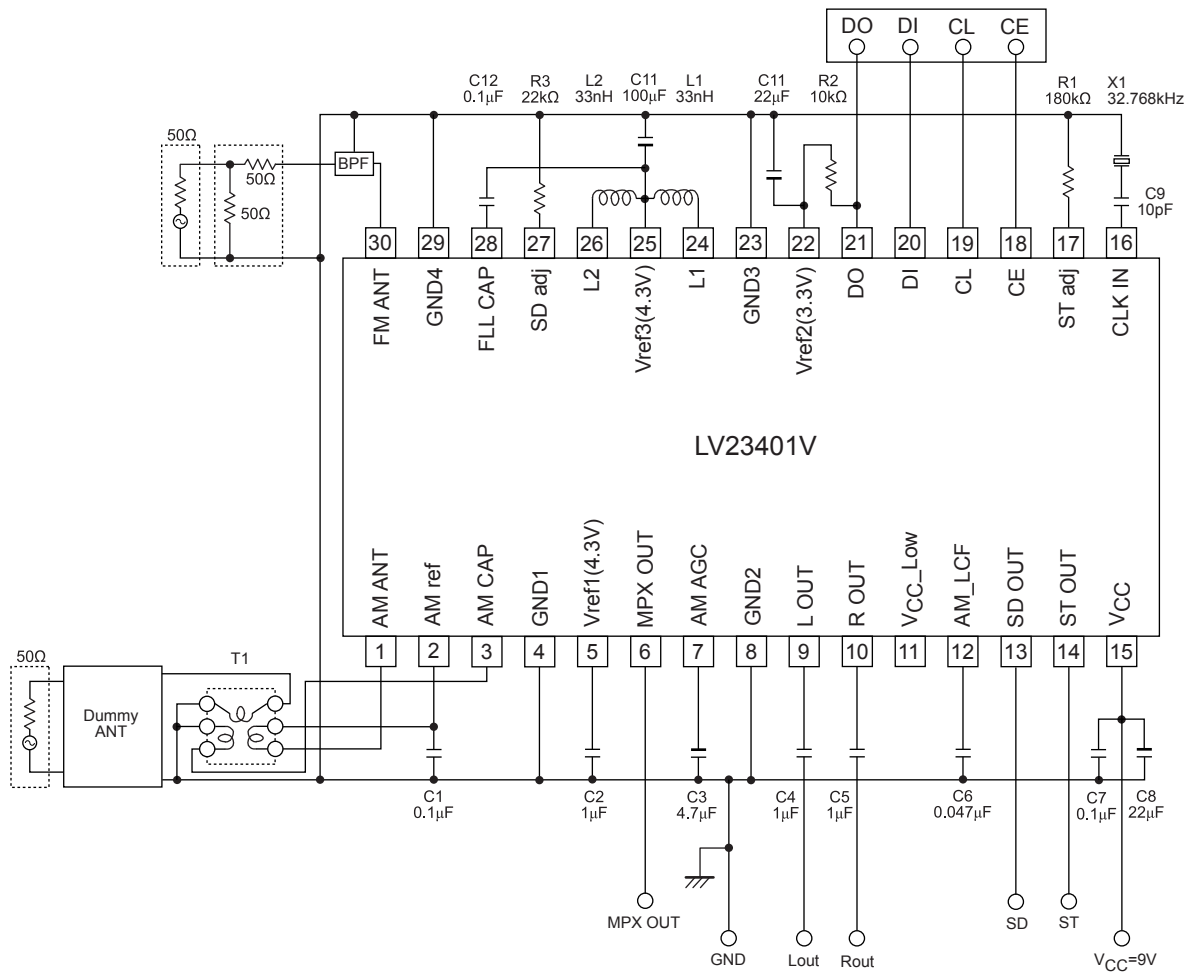 DO DI CL CE
C12 R3 L2 C11 L1 C11 R2 R1 X1
0.1μF 22kΩ 33nH 100μF 33nH 22μF 10kΩ 180kΩ 32.768kHz
50Ω
BPF
50Ω
50Ω
C9
10pF
30 29 28 27 26 25 24 23 22 21 20 19 18 17 16
FM ANT
GND4
FLL CAP
SD adj
L2
Vref3(4.3V)
L1
GND3
Vref2(3.3V)
DO
DI
CL
CE
ST adj
CLK IN
LV23401V
AM ANT
AM ref
AM CAP
GND1
Vref1(4.3V)
MPX OUT
AM AGC
GND2
L OUT
R OUT
VCC_Low
AM_LCF
SD OUT
ST OUT
VCC
1 2 3 4 5 6 7 8 9 10 11 12 13 14 15
50Ω
T1
Dummy
ANT
C1 C2 C3 C4 C5 C6 C7 C8
0.1μF 1μF 4.7μF 1μF 1μF 0.047μF 0.1μF 22μF
MPX OUT SD ST
GND Lout Rout VCC=9V